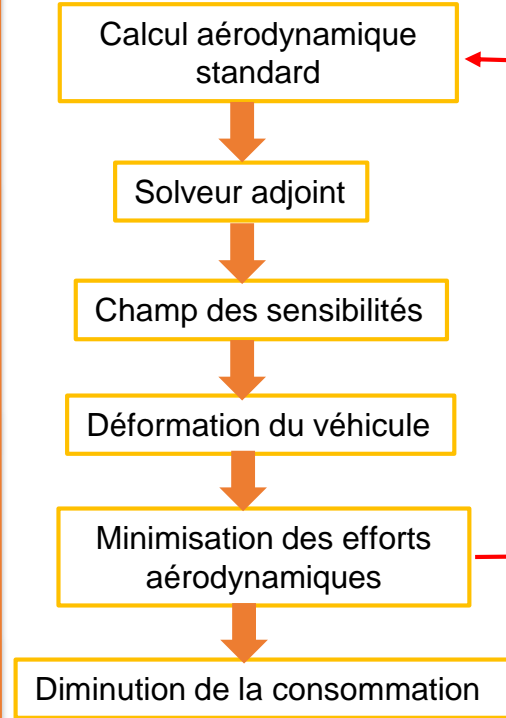 Calcul aérodynamique
standard
Solveur adjoint
Champ des sensibilités
Déformation du véhicule
Minimisation des efforts
aérodynamiques
Diminution de la consommation